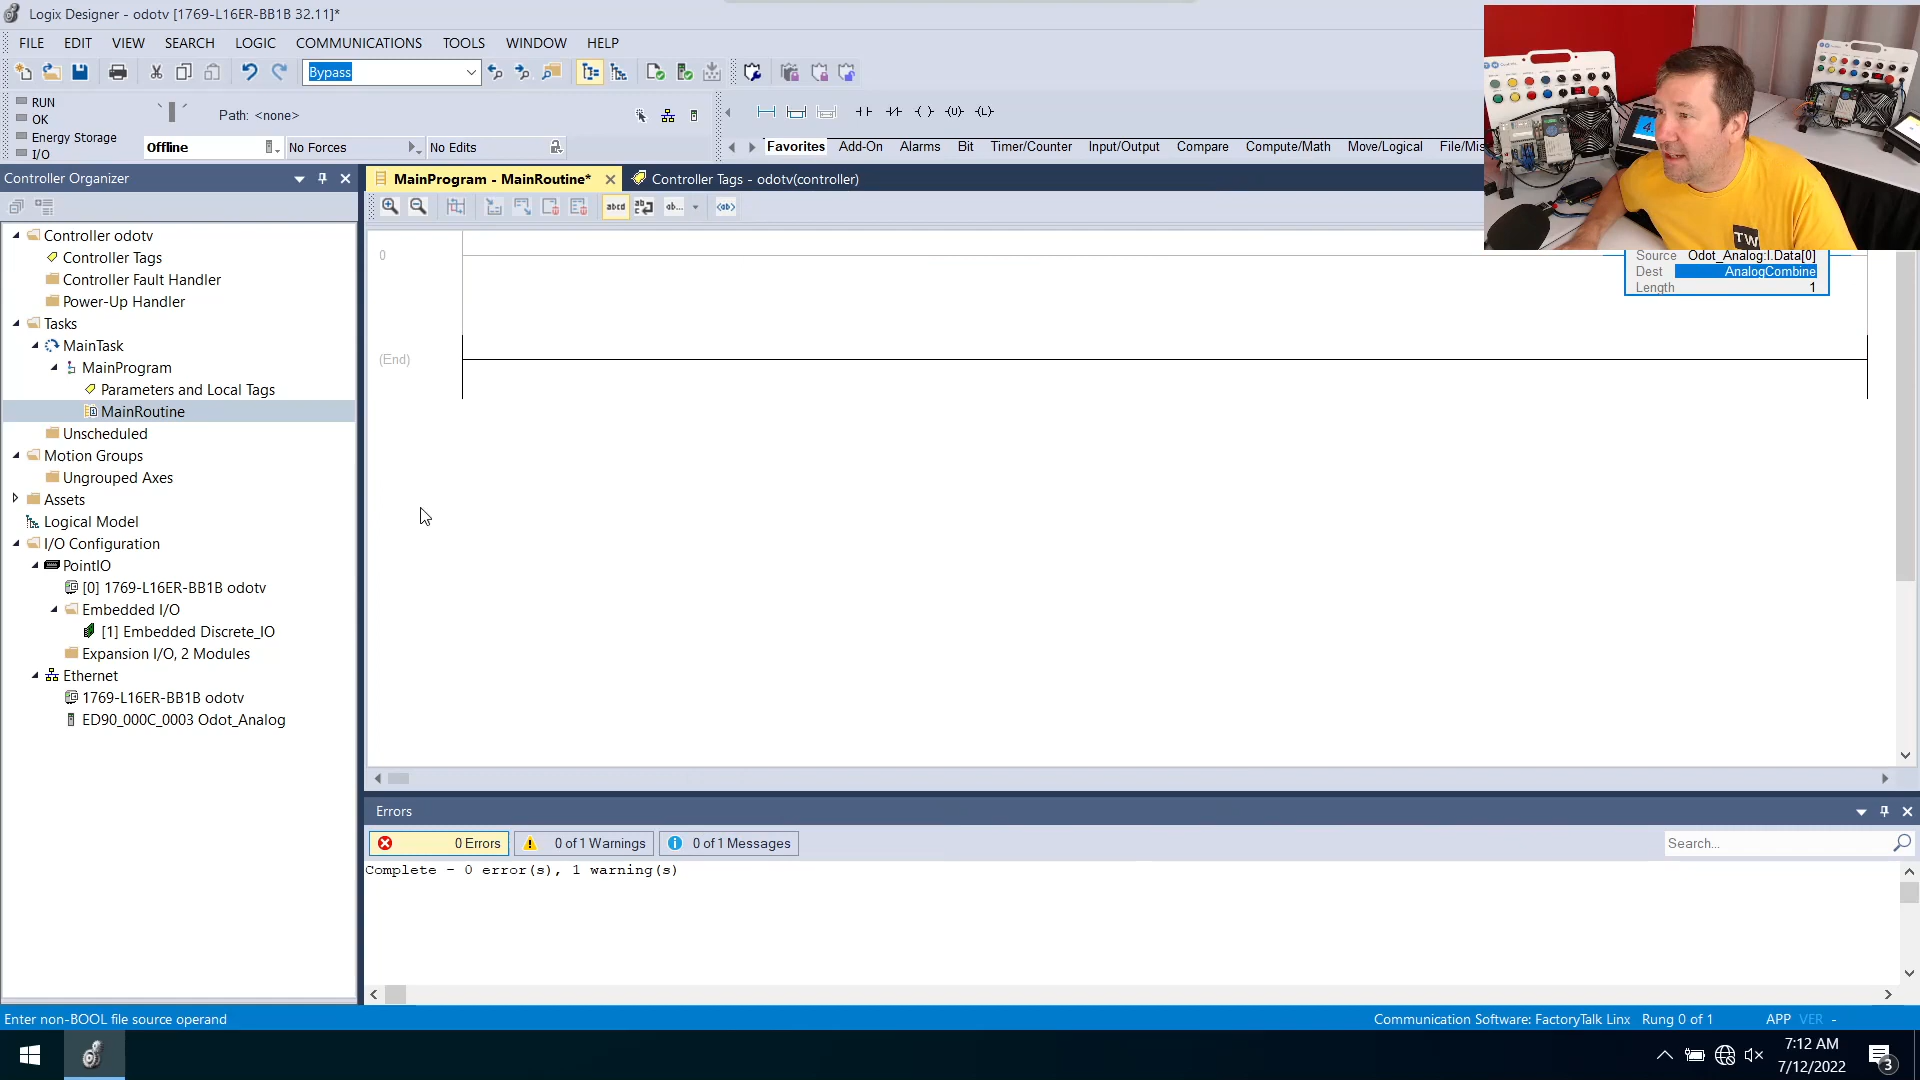 Logix Designer - odotv [1769-L16ER-BB1B 32.11]*
FILE EDIT VIEW SEARCH LOGIC COMMUNICATIONS TOOLS WINDOW HELP
Bypass
RUN
OK
Energy Storage
I/O
Path: <none>
Offline
No Forces
No Edits
Favorites Add-On Alarms Bit Timer/Counter Input/Output Compare Compute/Math Move/Logical File/Mis
Controller Organizer
Controller odotv
Controller Tags
Controller Fault Handler
Power-Up Handler
Tasks
MainTask
MainProgram
Parameters and Local Tags
MainRoutine
Unscheduled
Motion Groups
Ungrouped Axes
Assets
Logical Model
I/O Configuration
PointIO
[0] 1769-L16ER-BB1B odotv
Embedded I/O
[1] Embedded Discrete_IO
Expansion I/O, 2 Modules
Ethernet
1769-L16ER-BB1B odotv
ED90_000C_0003 Odot_Analog
MainProgram - MainRoutine*
Controller Tags - odotv(controller)
0
Source Odot_Analog:I.Data[0]
Dest AnalogCombine
Length 1
(End)
TW
Errors
0 Errors
0 of 1 Warnings
0 of 1 Messages
Search...
Complete - 0 error(s), 1 warning(s)
Enter non-BOOL file source operand
Communication Software: FactoryTalk Linx Rung 0 of 1 APP VER -
7:12 AM
7/12/2022
3